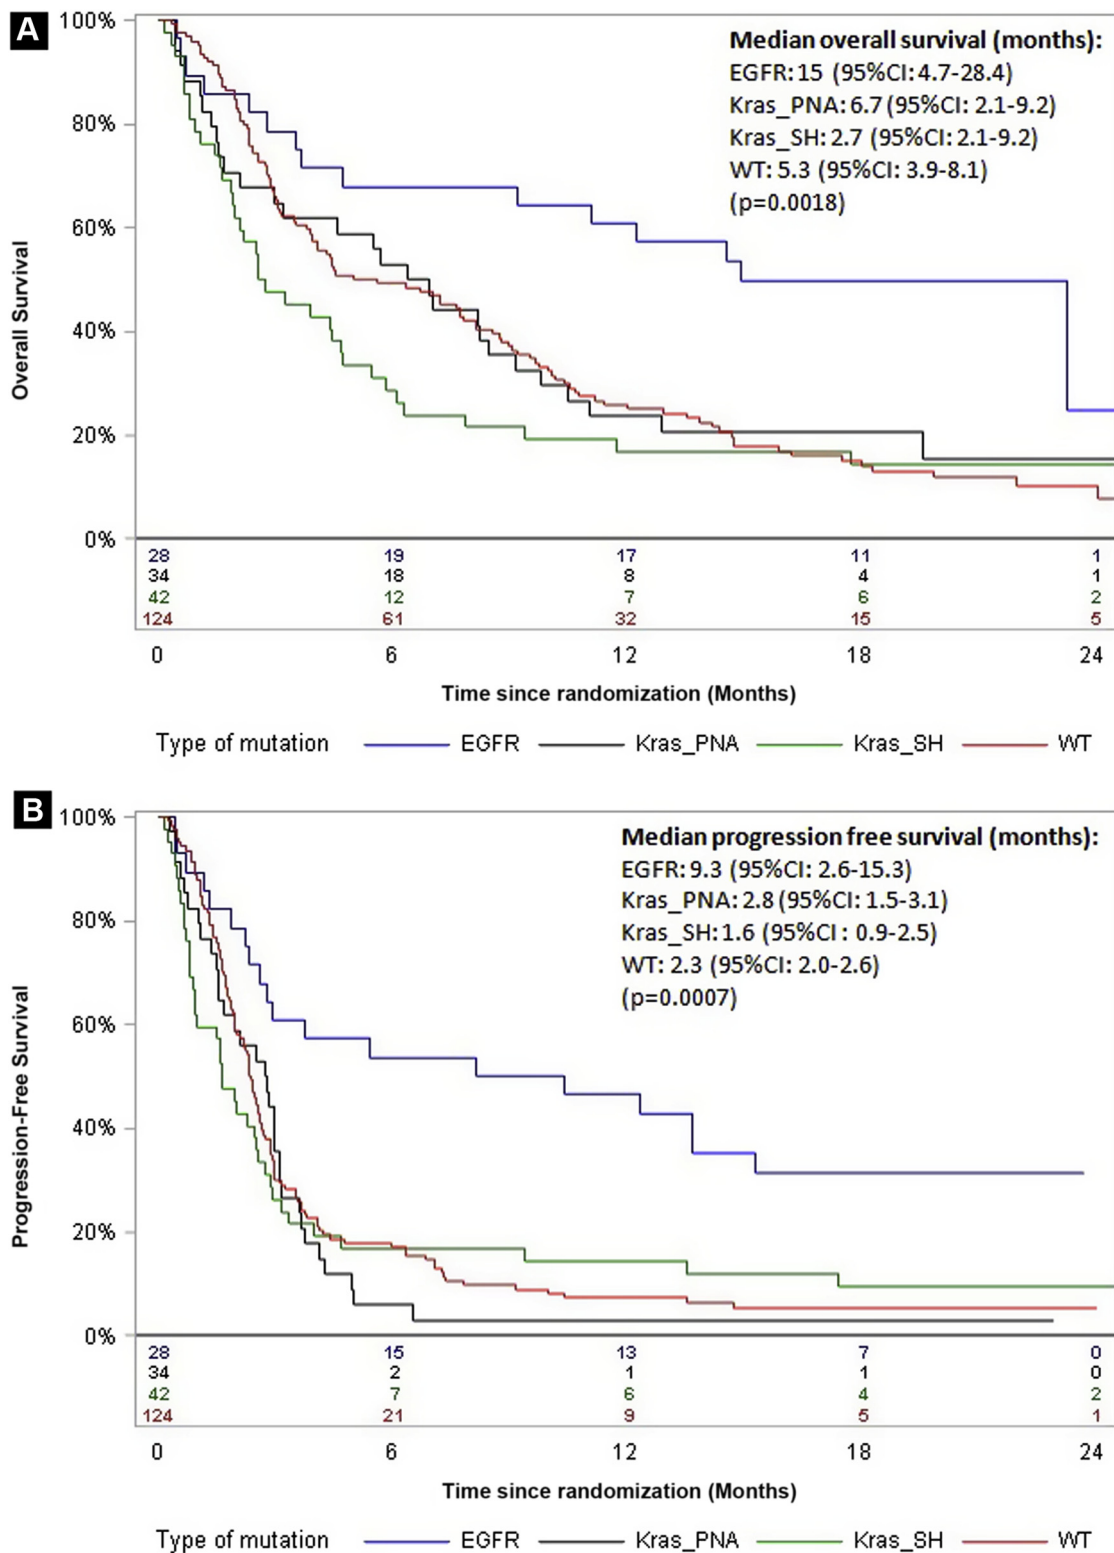 A
100%
80%
60%
40%
20%
0%
Overall Survival
Median overall survival (months):
EGFR: 15 (95%CI: 4.7-28.4)
Kras_PNA: 6.7 (95%CI: 2.1-9.2)
Kras_SH: 2.7 (95%CI: 2.1-9.2)
WT: 5.3 (95%CI: 3.9-8.1)
(p=0.0018)
28 19 17 11 1
34 18 8 4 1
42 12 7 6 2
124 61 32 15 5
0 6 12 18 24
Time since randomization (Months)
Type of mutation EGFR Kras_PNA Kras_SH WT
B
100%
80%
60%
40%
20%
0%
Progression-Free Survival
Median progression free survival (months):
EGFR: 9.3 (95%CI: 2.6-15.3)
Kras_PNA: 2.8 (95%CI: 1.5-3.1)
Kras_SH: 1.6 (95%CI : 0.9-2.5)
WT: 2.3 (95%CI: 2.0-2.6)
(p=0.0007)
28 15 13 7 0
34 2 1 1 0
42 7 6 4 2
124 21 9 5 1
0 6 12 18 24
Time since randomization (Months)
Type of mutation EGFR Kras_PNA Kras_SH WT